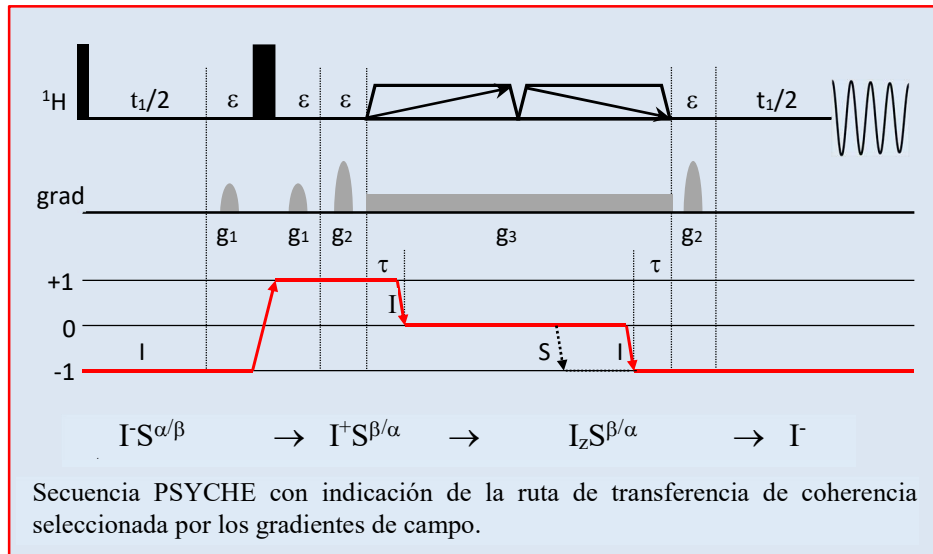 ¹H t₁/2 ε ε ε ε t₁/2
grad
g₁ g₁ g₂ g₃ g₂
τ τ
+1
I
0
I S I
-1
I⁻S^α/β → I⁺S^β/α → I_zS^β/α → I⁻
Secuencia PSYCHE con indicación de la ruta de transferencia de coherencia
seleccionada por los gradientes de campo.